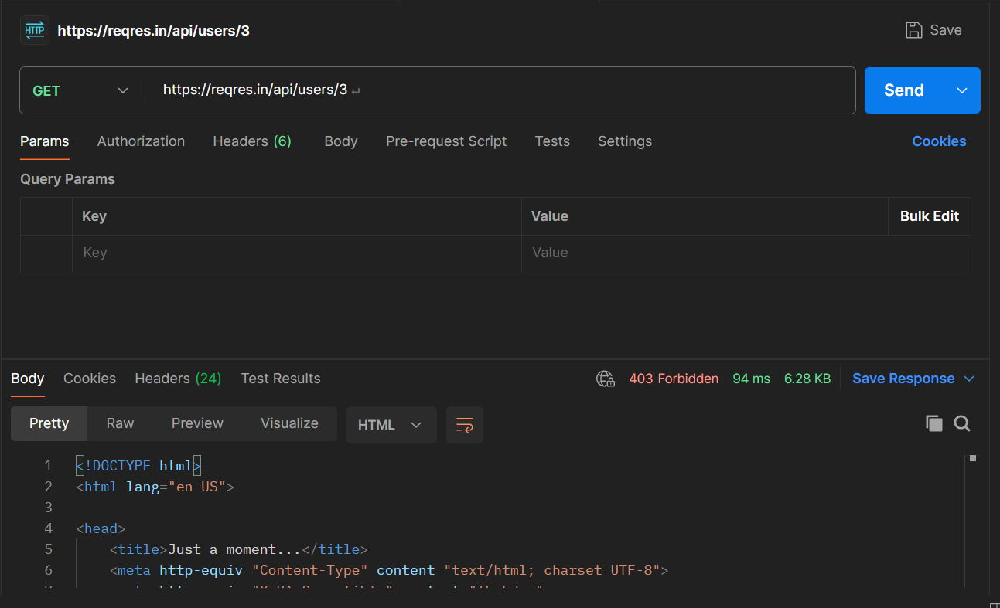 HTTP https://reqres.in/api/users/3 Save
GET https://reqres.in/api/users/3 ↵ Send
Params Authorization Headers (6) Body Pre-request Script Tests Settings Cookies
Query Params
Key Value Bulk Edit
Key Value
Body Cookies Headers (24) Test Results 403 Forbidden 94 ms 6.28 KB Save Response
Pretty Raw Preview Visualize HTML
1 <!DOCTYPE html>
2 <html lang="en-US">
3
4 <head>
5 <title>Just a moment...</title>
6 <meta http-equiv="Content-Type" content="text/html; charset=UTF-8">